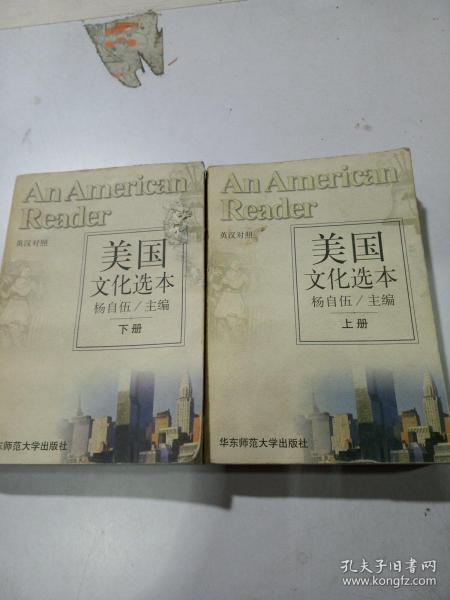 An American
Reader
英汉对照
美国
文化选本
杨自伍/主编
下册
东师范大学出版社
An American
Reader
英汉对照
美国
文化选本
杨自伍/主编
上册
华东师范大学出版社
孔夫子旧书网
www.kongfz.com